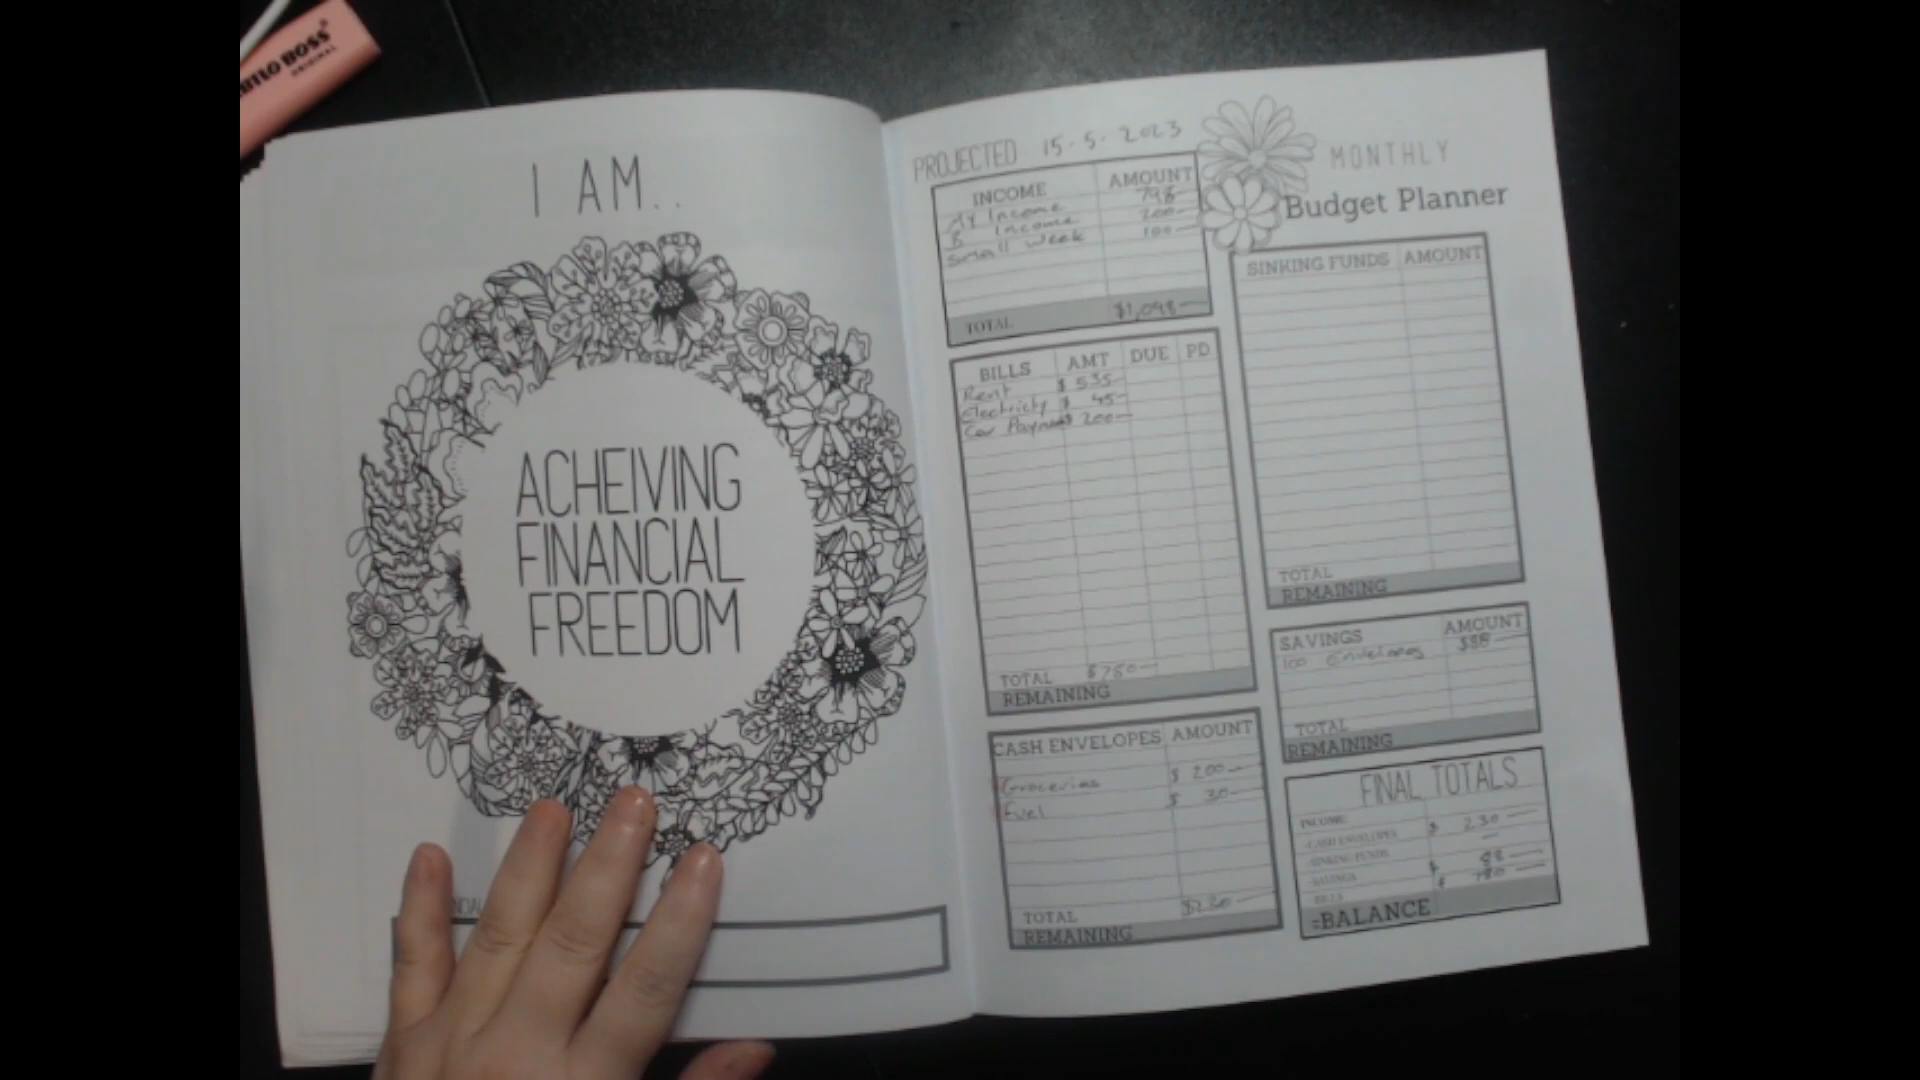 BOSS
ORIGINAL
I AM..
ACHEIVING
FINANCIAL
FREEDOM
PROJECTED 15-5-2023
INCOME AMOUNT
My Income 798
B Income 200-
Small week 100-
TOTAL $1,098-
BILLS AMT DUE PD
Rent $535-
Electricity $ 45-
Car Payment $ 200-
TOTAL $780-
REMAINING
CASH ENVELOPES AMOUNT
Groceries $ 200-
Fuel $ 30-
TOTAL $230-
REMAINING
MONTHLY
Budget Planner
SINKING FUNDS AMOUNT
TOTAL
REMAINING
SAVINGS AMOUNT
100 Envelopes $88-
TOTAL
REMAINING
FINAL TOTALS
INCOME
-CASH ENVELOPES $ 230-
-SINKING FUNDS -
-SAVINGS $ 88-
-BILLS $ 780-
=BALANCE